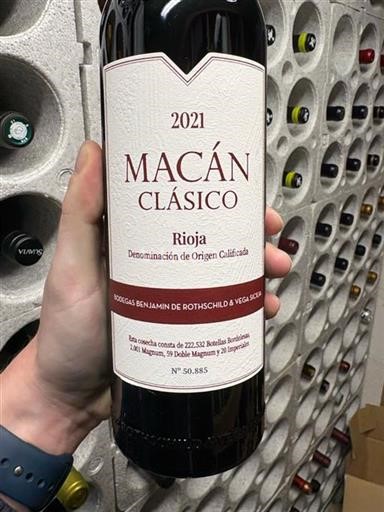 2021
MACÁN
CLÁSICO
Rioja
Denominación de Origen Calificada
BODEGAS BENJAMIN DE ROTHSCHILD & VEGA SICILIA
Esta cosecha consta de 222.532 Botellas Bordelesas,
2.001 Magnum, 59 Doble Magnum y 20 Imperiales
Nº 50.885
SUAVIA